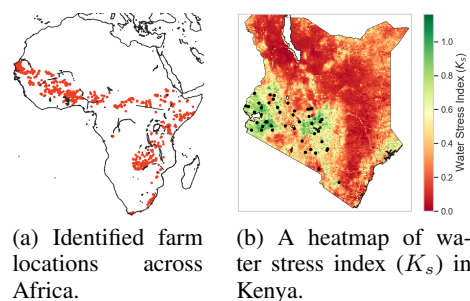 1.0
0.8
0.6
0.4
0.2
0.0
Water Stress Index (Ks)
(a) Identified farm
locations across
Africa.
(b) A heatmap of wa-
ter stress index (Ks) in
Kenya.